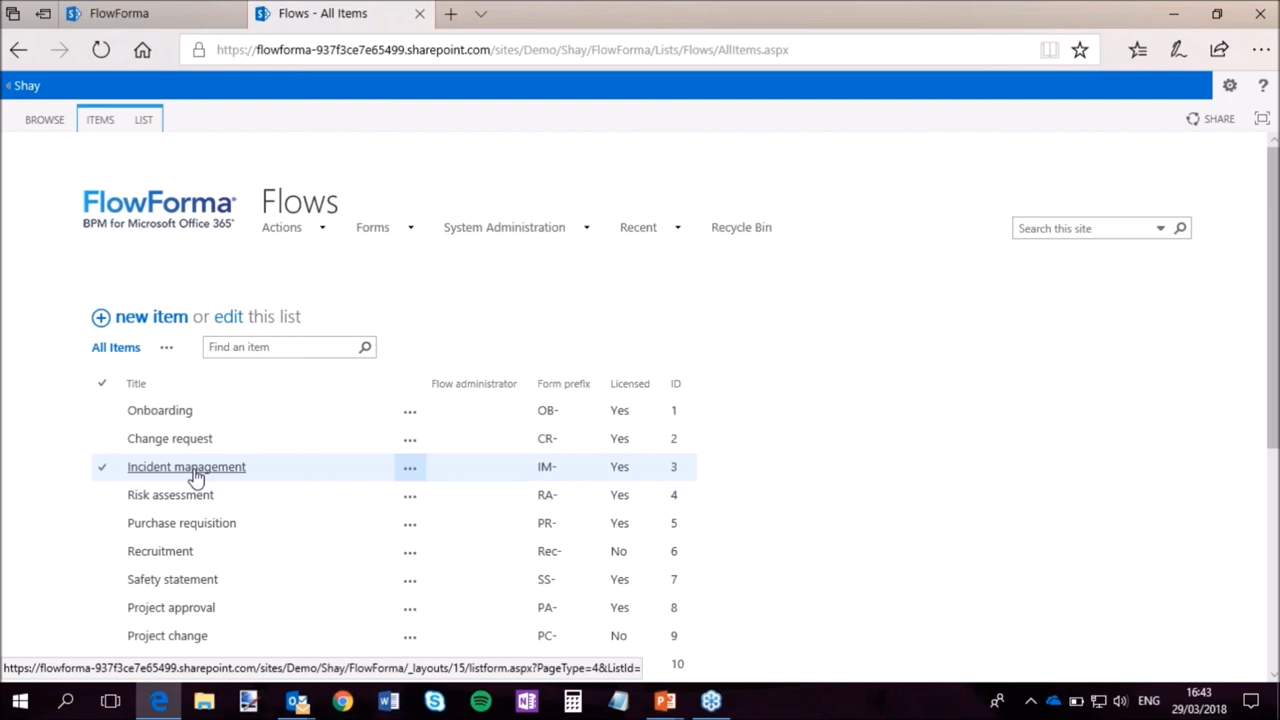 FlowForma
Flows - All Items
https://flowforma-937f3ce7e65499.sharepoint.com/sites/Demo/Shay/FlowForma/Lists/Flows/AllItems.aspx
Shay
BROWSE ITEMS LIST SHARE
FlowForma®
BPM for Microsoft Office 365®
Flows
Actions Forms System Administration Recent Recycle Bin
Search this site
new item or edit this list
All Items ... Find an item
Title Flow administrator Form prefix Licensed ID
Onboarding ... OB- Yes 1
Change request ... CR- Yes 2
Incident management ... IM- Yes 3
Risk assessment ... RA- Yes 4
Purchase requisition ... PR- Yes 5
Recruitment ... Rec- No 6
Safety statement ... SS- Yes 7
Project approval ... PA- Yes 8
Project change ... PC- No 9
10
https://flowforma-937f3ce7e65499.sharepoint.com/sites/Demo/Shay/FlowForma/_layouts/15/listform.aspx?PageType=4&ListId=
ENG
16:43
29/03/2018